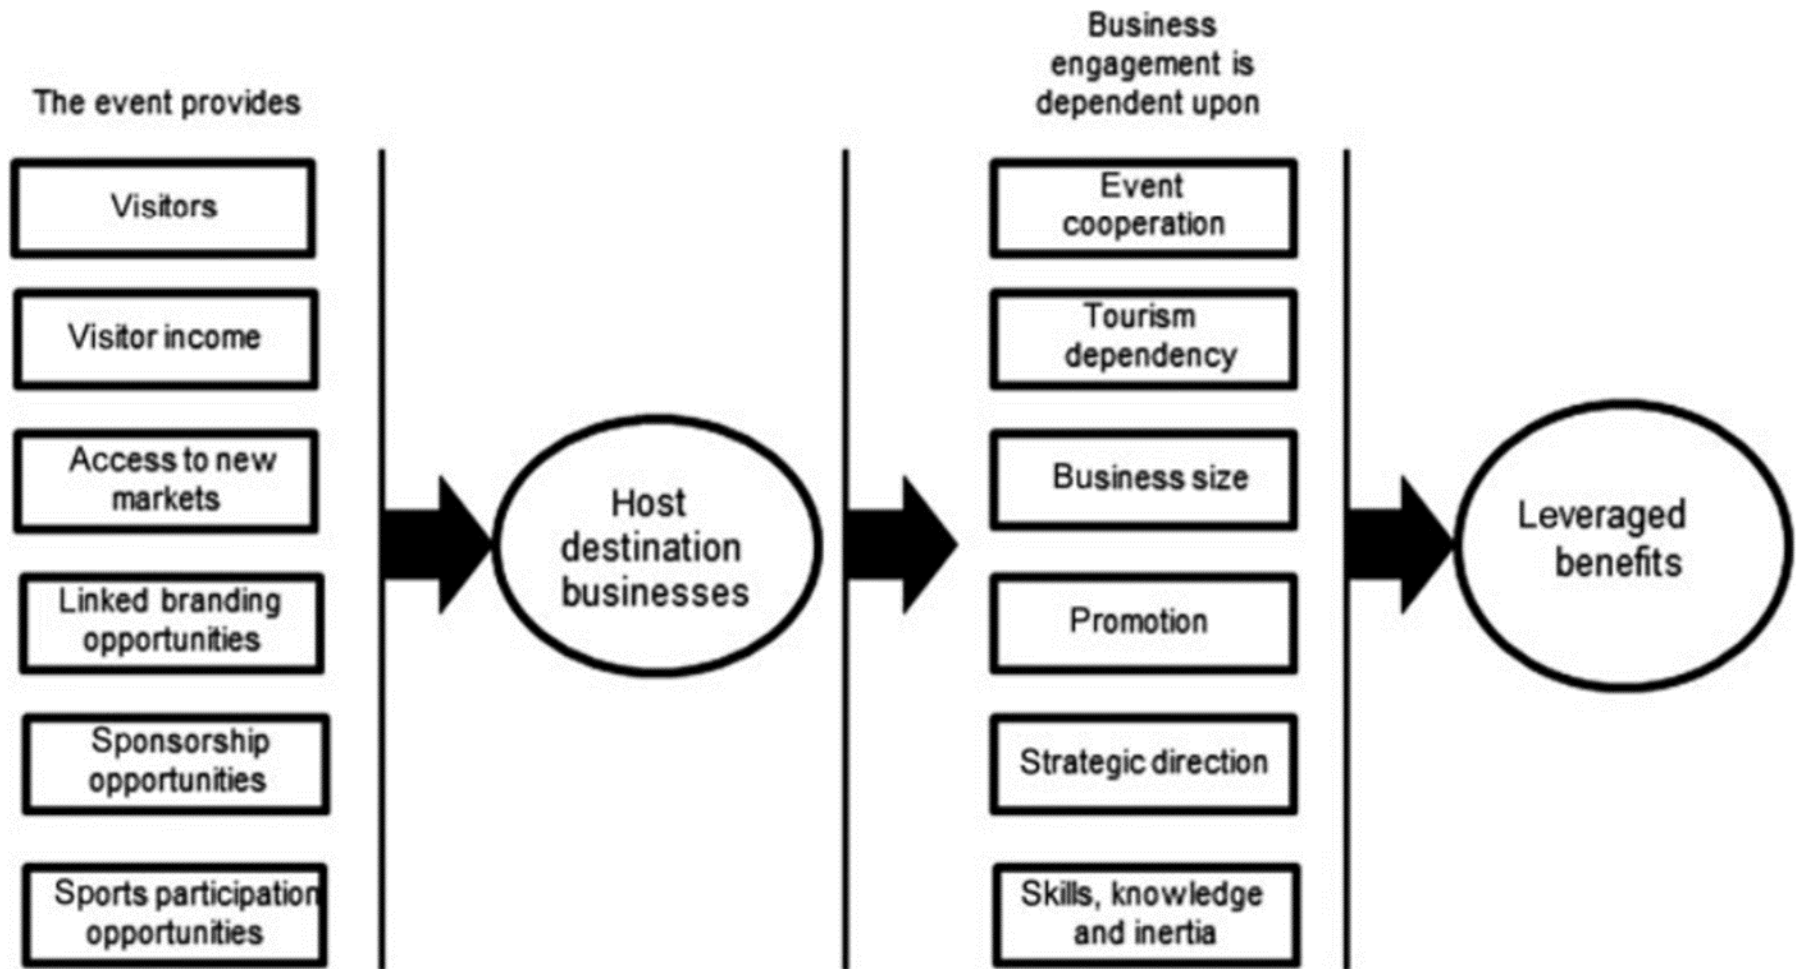 The event provides
Visitors
Visitor income
Access to new
markets
Linked branding
opportunities
Sponsorship
opportunities
Sports participation
opportunities
Host
destination
businesses
Business
engagement is
dependent upon
Event
cooperation
Tourism
dependency
Business size
Promotion
Strategic direction
Skills, knowledge
and inertia
Leveraged
benefits